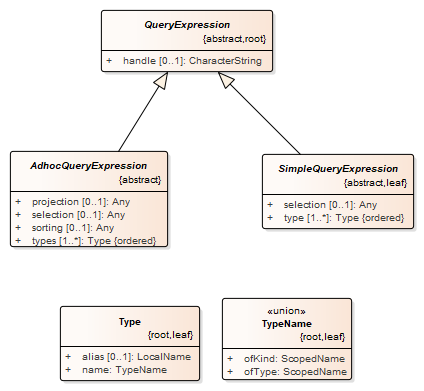 QueryExpression
{abstract,root}
+ handle [0..1]: CharacterString
AdhocQueryExpression
{abstract}
+ projection [0..1]: Any
+ selection [0..1]: Any
+ sorting [0..1]: Any
+ types [1..*]: Type {ordered}
SimpleQueryExpression
{abstract,leaf}
+ selection [0..1]: Any
+ type [1..*]: Type {ordered}
Type
{root,leaf}
+ alias [0..1]: LocalName
+ name: TypeName
«union»
TypeName
{root,leaf}
+ ofKind: ScopedName
+ ofType: ScopedName